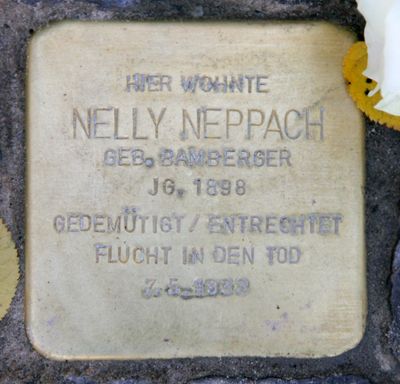 HIER WOHNTE
NELLY NEPPACH
GEB. BAMBERGER
JG. 1898
GEDEMÜTIGT / ENTRECHTET
FLUCHT IN DEN TOD
7.5.1933